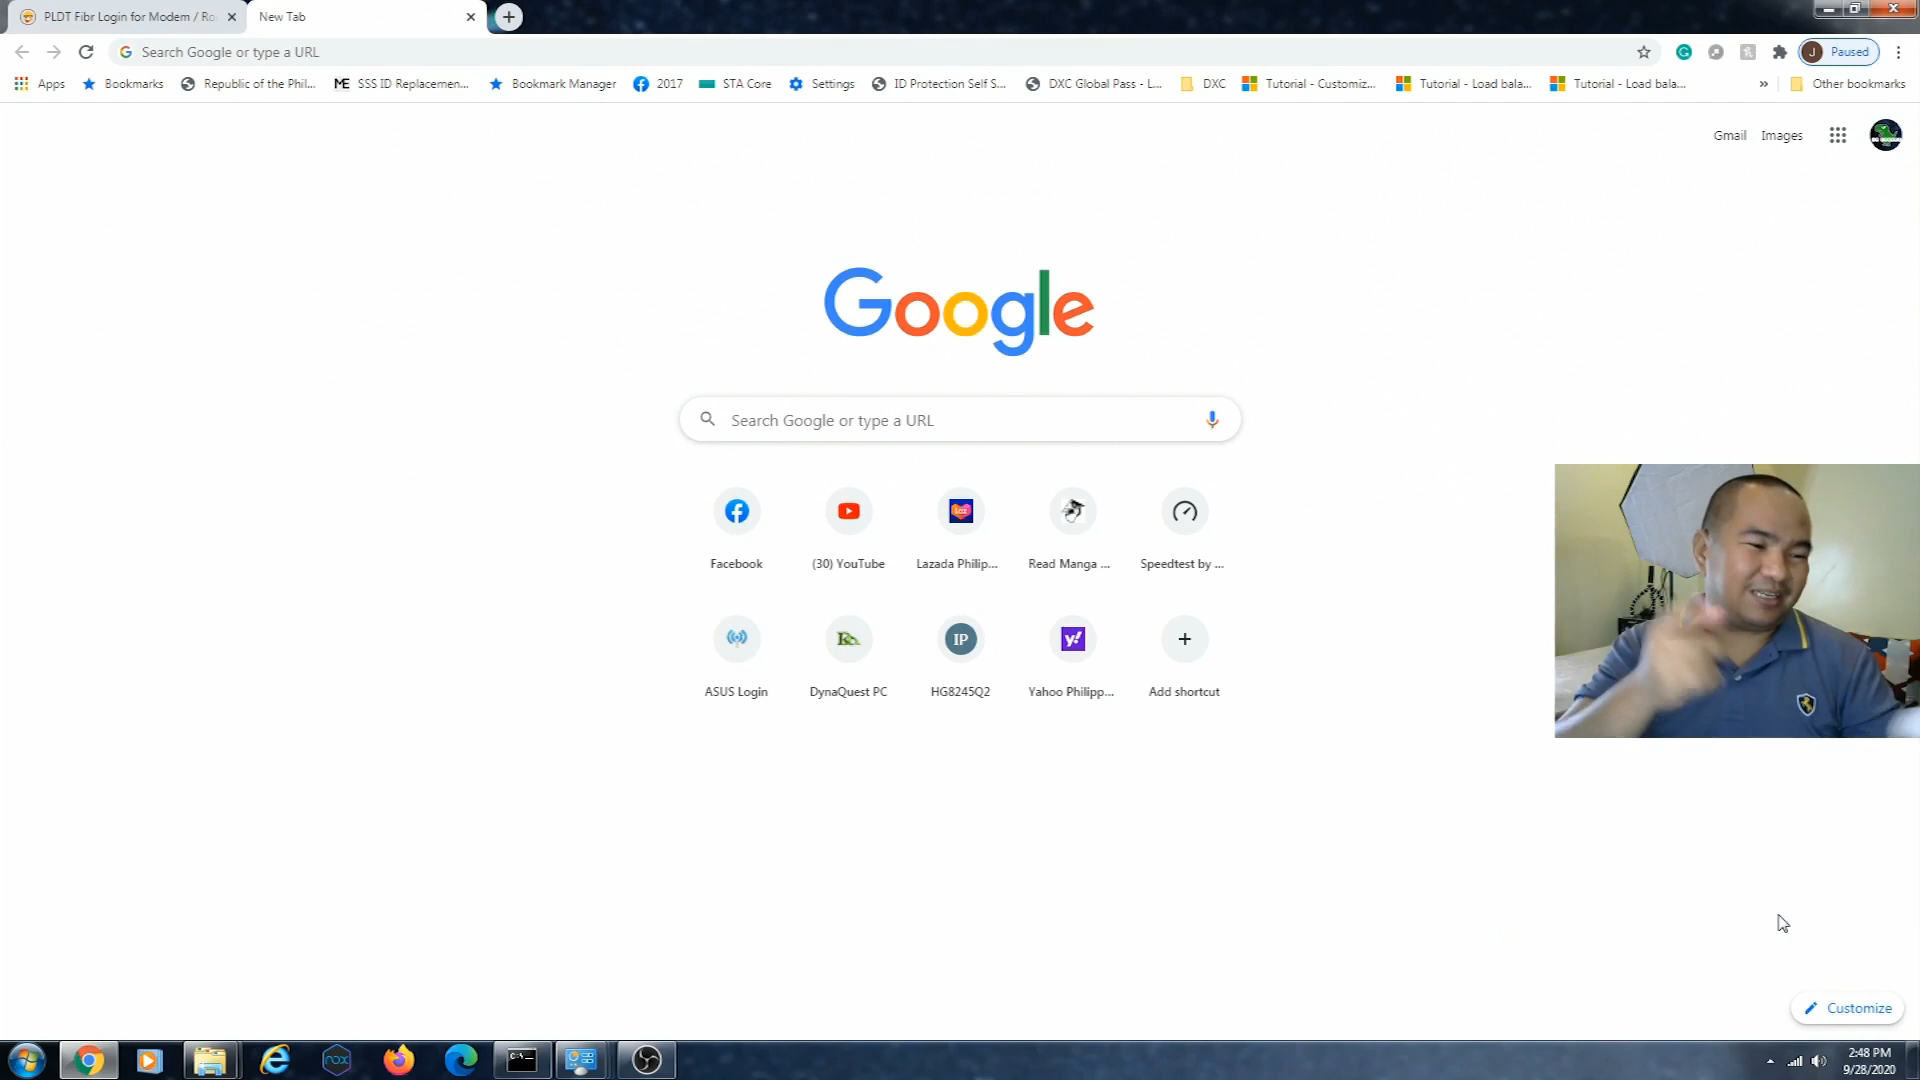 PLDT Fibr Login for Modem / Ro
New Tab
Search Google or type a URL
Paused
Apps
Bookmarks
Republic of the Phil...
SSS ID Replacemen...
Bookmark Manager
2017
STA Core
Settings
ID Protection Self S...
DXC Global Pass - L...
DXC
Tutorial - Customiz...
Tutorial - Load bala...
Tutorial - Load bala...
Other bookmarks
Gmail
Images
Google
Search Google or type a URL
Facebook
(30) YouTube
Lazada Philip...
Read Manga ...
Speedtest by ...
IP
ASUS Login
DynaQuest PC
HG8245Q2
Yahoo Philipp...
Add shortcut
Customize
2:48 PM
9/28/2020